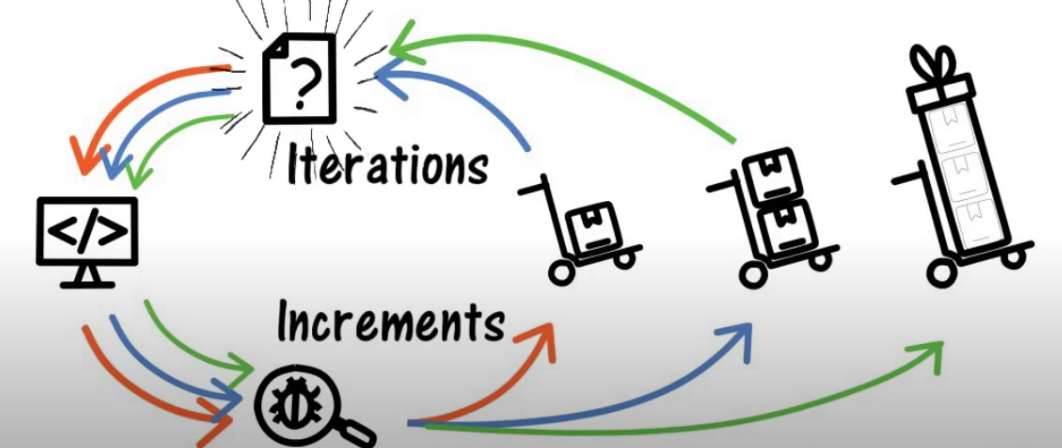 ?
Iterations
</>
Increments